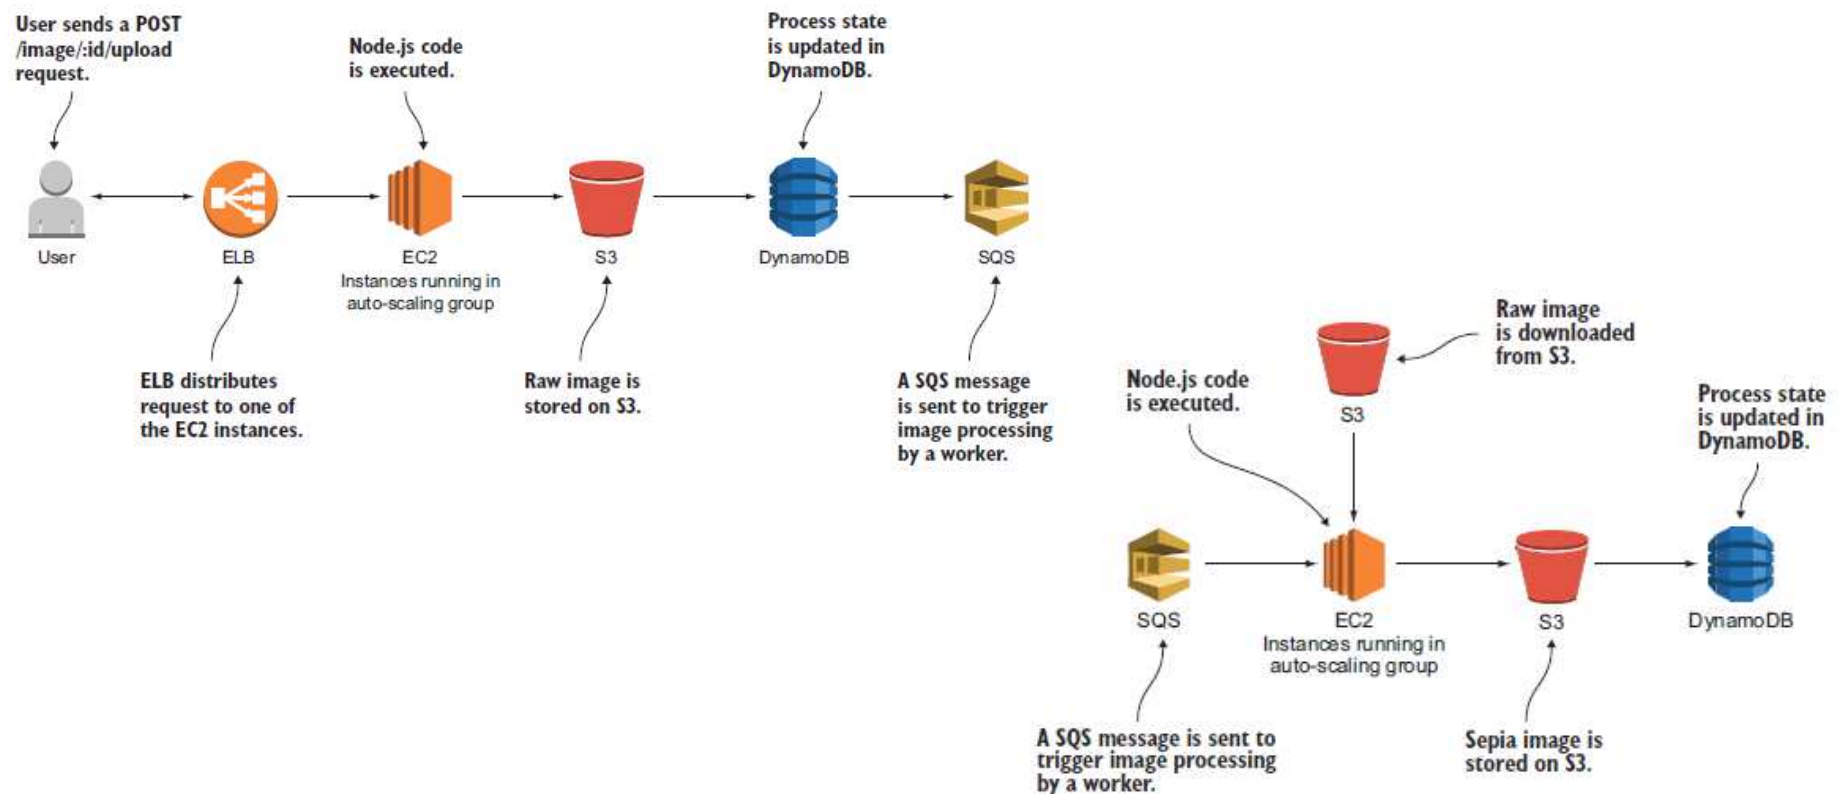 User sends a POST
/image/:id/upload
request.
Node.js code
is executed.
Process state
is updated in
DynamoDB.
User
ELB
EC2
Instances running in
auto-scaling group
S3
DynamoDB
SQS
ELB distributes
request to one of
the EC2 instances.
Raw image is
stored on S3.
A SQS message
is sent to trigger
image processing
by a worker.
Node.js code
is executed.
Raw image
is downloaded
from S3.
S3
Process state
is updated in
DynamoDB.
SQS
EC2
Instances running in
auto-scaling group
S3
DynamoDB
A SQS message is sent to
trigger image processing
by a worker.
Sepia image is
stored on S3.